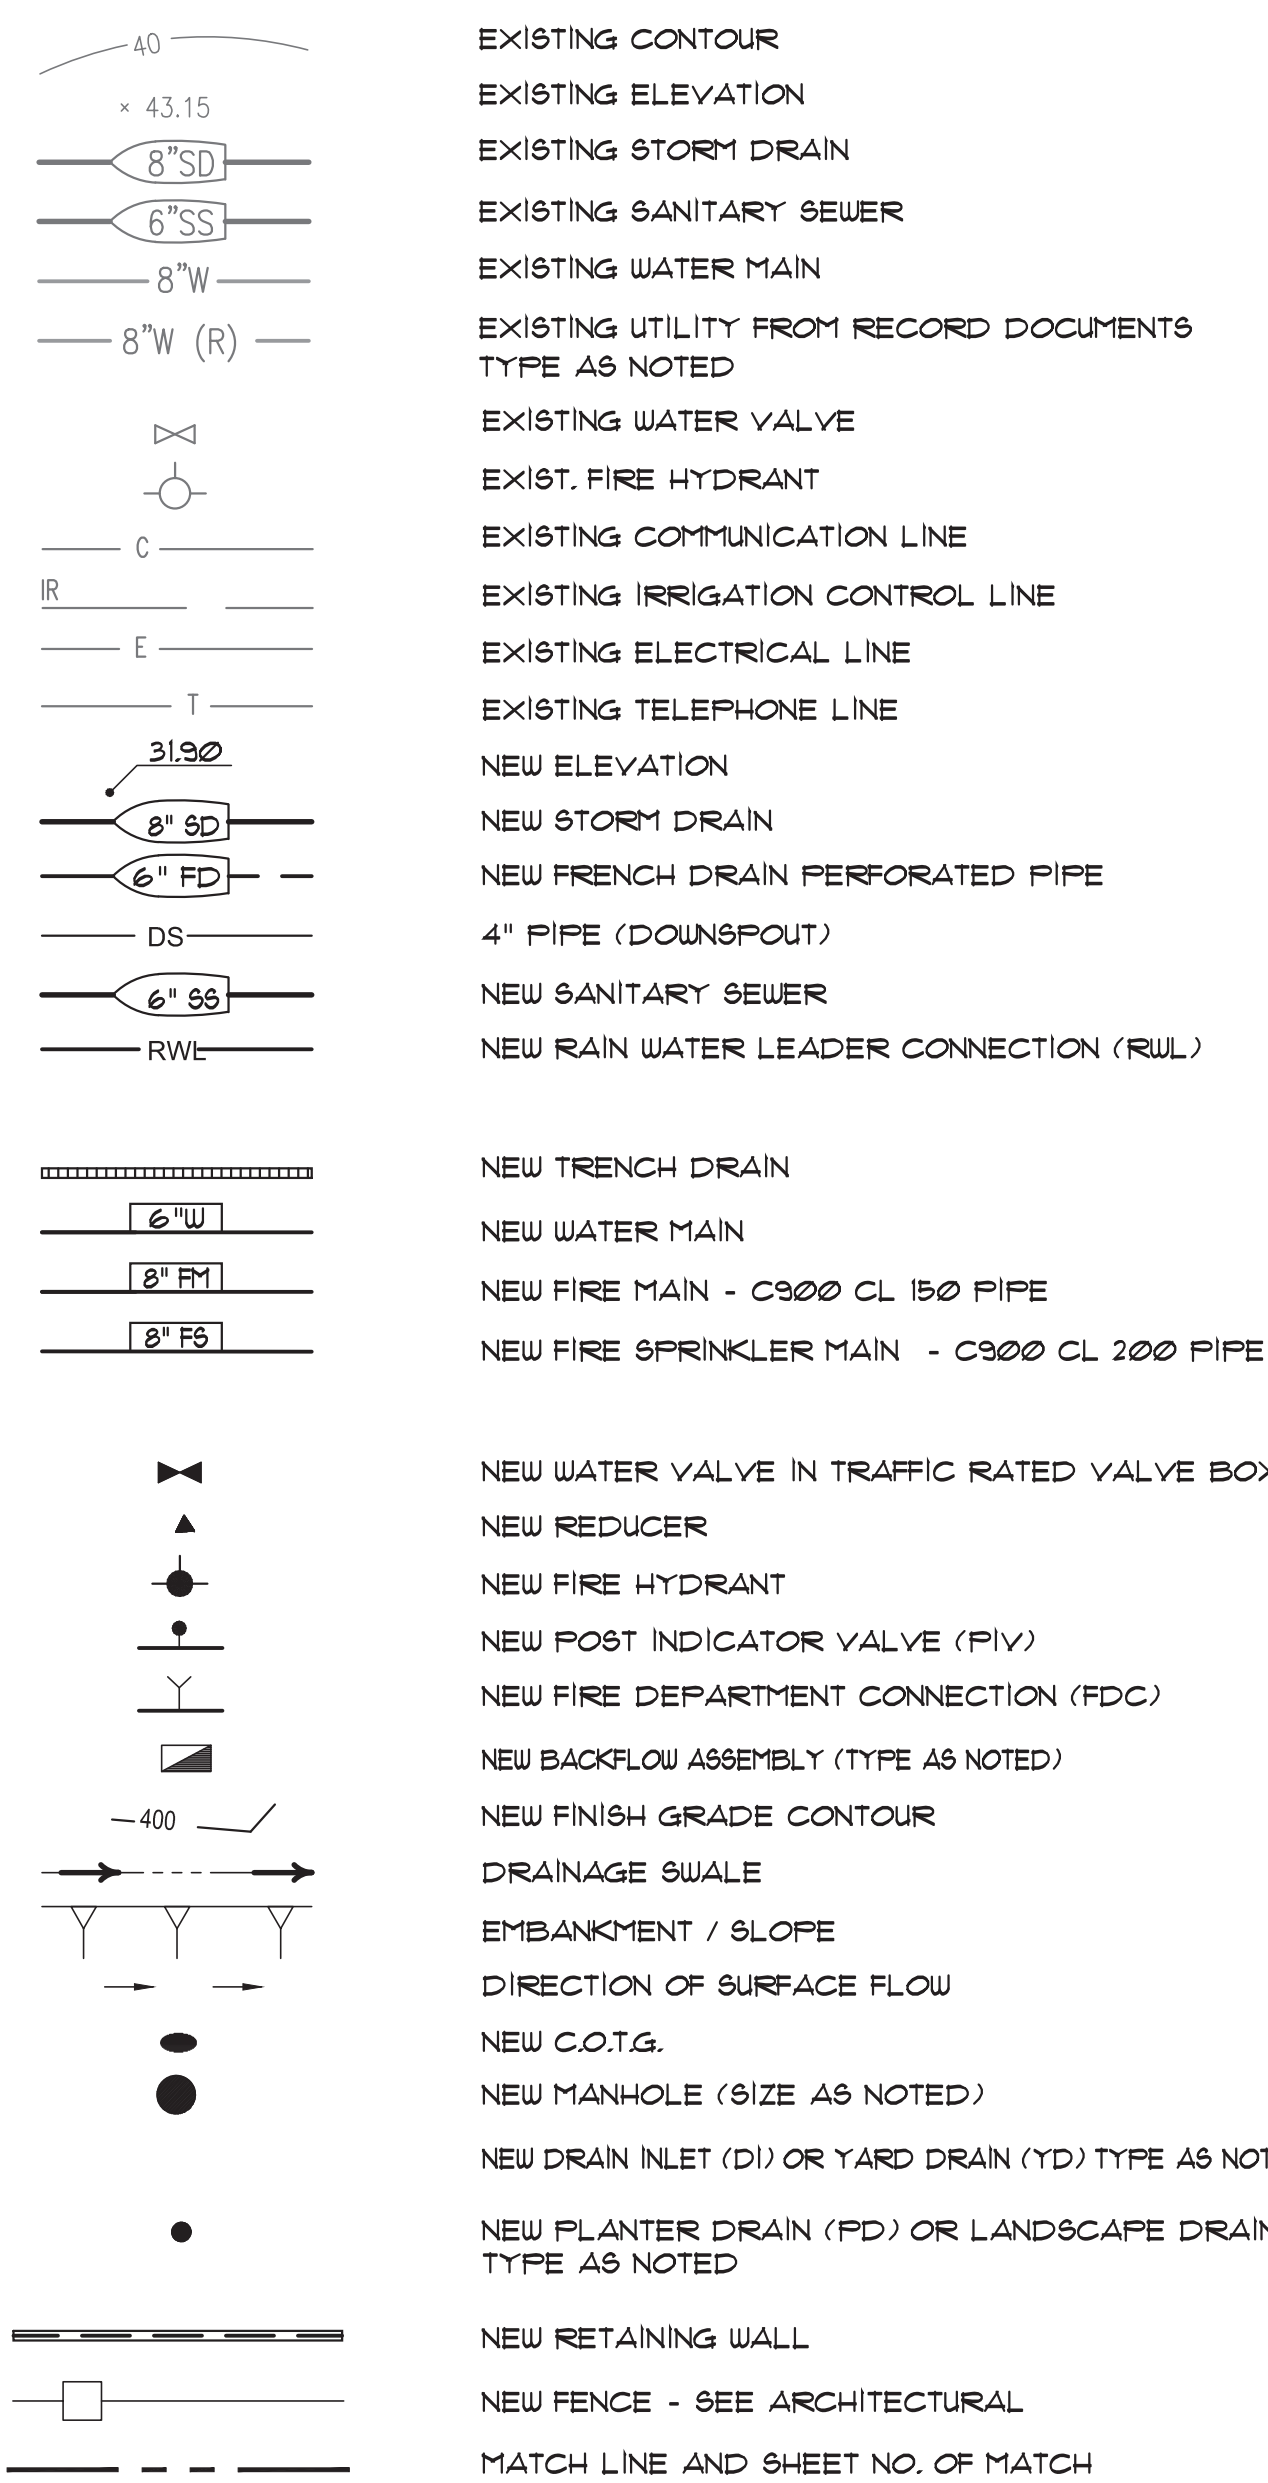 40 EXISTING CONTOUR
× 43.15 EXISTING ELEVATION
8"SD EXISTING STORM DRAIN
6"SS EXISTING SANITARY SEWER
8"W EXISTING WATER MAIN
8"W (R) EXISTING UTILITY FROM RECORD DOCUMENTS
TYPE AS NOTED
EXISTING WATER VALVE
EXIST. FIRE HYDRANT
C EXISTING COMMUNICATION LINE
IR EXISTING IRRIGATION CONTROL LINE
E EXISTING ELECTRICAL LINE
T EXISTING TELEPHONE LINE
31.90 NEW ELEVATION
8" SD NEW STORM DRAIN
6" FD NEW FRENCH DRAIN PERFORATED PIPE
DS 4" PIPE (DOWNSPOUT)
6" SS NEW SANITARY SEWER
RWL NEW RAIN WATER LEADER CONNECTION (RWL)
NEW TRENCH DRAIN
6"W NEW WATER MAIN
8" FM NEW FIRE MAIN - C900 CL 150 PIPE
8" FS NEW FIRE SPRINKLER MAIN - C900 CL 200 PIPE
NEW WATER VALVE IN TRAFFIC RATED VALVE BOX
NEW REDUCER
NEW FIRE HYDRANT
NEW POST INDICATOR VALVE (PIV)
NEW FIRE DEPARTMENT CONNECTION (FDC)
NEW BACKFLOW ASSEMBLY (TYPE AS NOTED)
400 NEW FINISH GRADE CONTOUR
DRAINAGE SWALE
EMBANKMENT / SLOPE
DIRECTION OF SURFACE FLOW
NEW C.O.T.G.
NEW MANHOLE (SIZE AS NOTED)
NEW DRAIN INLET (DI) OR YARD DRAIN (YD) TYPE AS NOT
NEW PLANTER DRAIN (PD) OR LANDSCAPE DRAIN
TYPE AS NOTED
NEW RETAINING WALL
NEW FENCE - SEE ARCHITECTURAL
MATCH LINE AND SHEET NO. OF MATCH